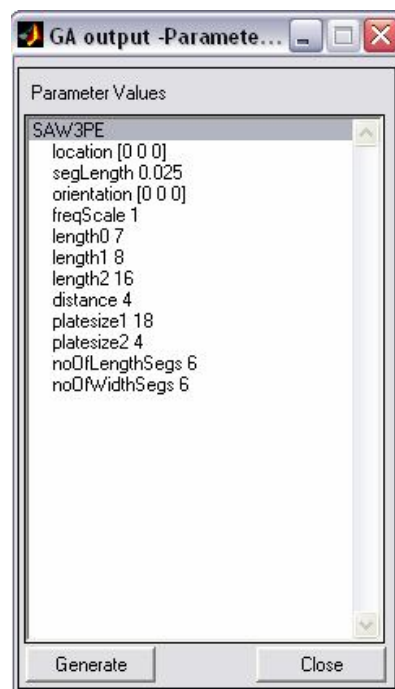 GA output -Paramete...
Parameter Values
SAW3PE
location [0 0 0]
segLength 0.025
orientation [0 0 0]
freqScale 1
length0 7
length1 8
length2 16
distance 4
platesize1 18
platesize2 4
noOfLengthSegs 6
noOfWidthSegs 6
Generate Close